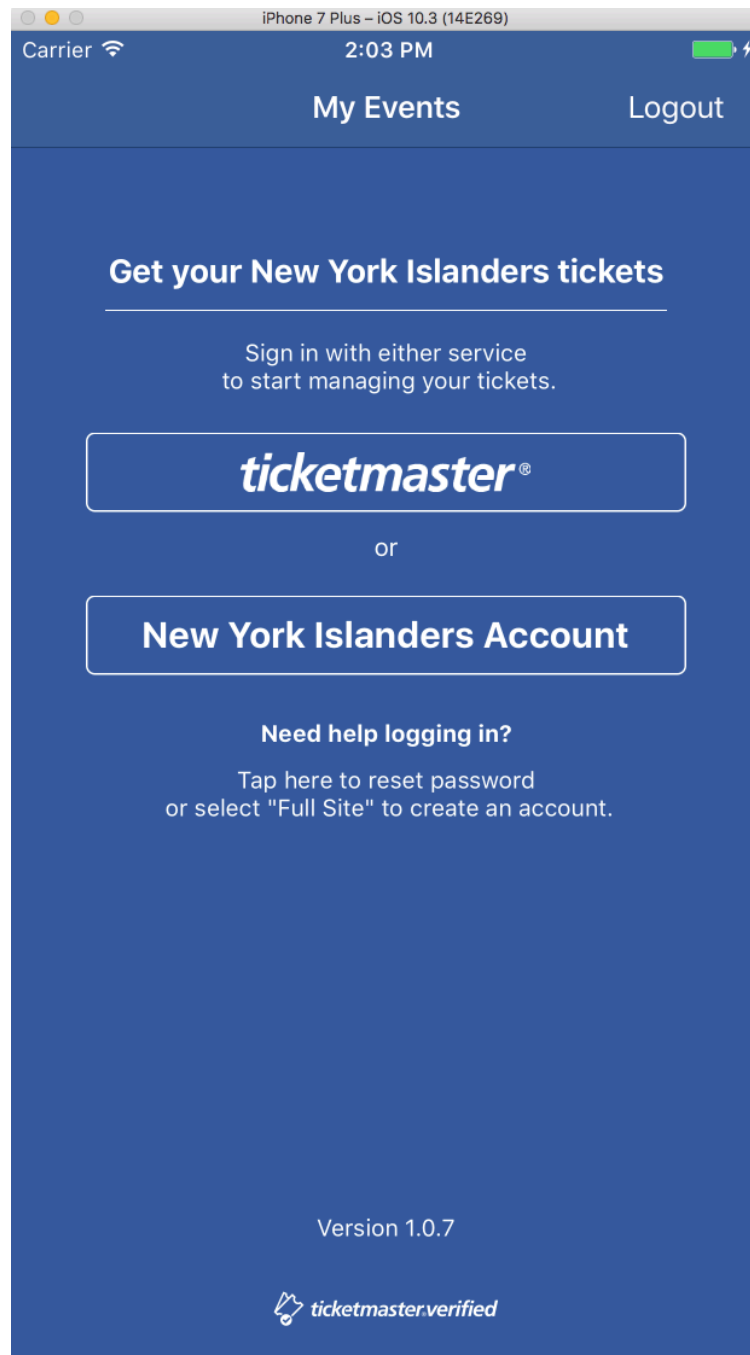 iPhone 7 Plus – iOS 10.3 (14E269)
Carrier 2:03 PM
My Events Logout
Get your New York Islanders tickets
Sign in with either service
to start managing your tickets.
ticketmaster®
or
New York Islanders Account
Need help logging in?
Tap here to reset password
or select "Full Site" to create an account.
Version 1.0.7
ticketmaster.verified